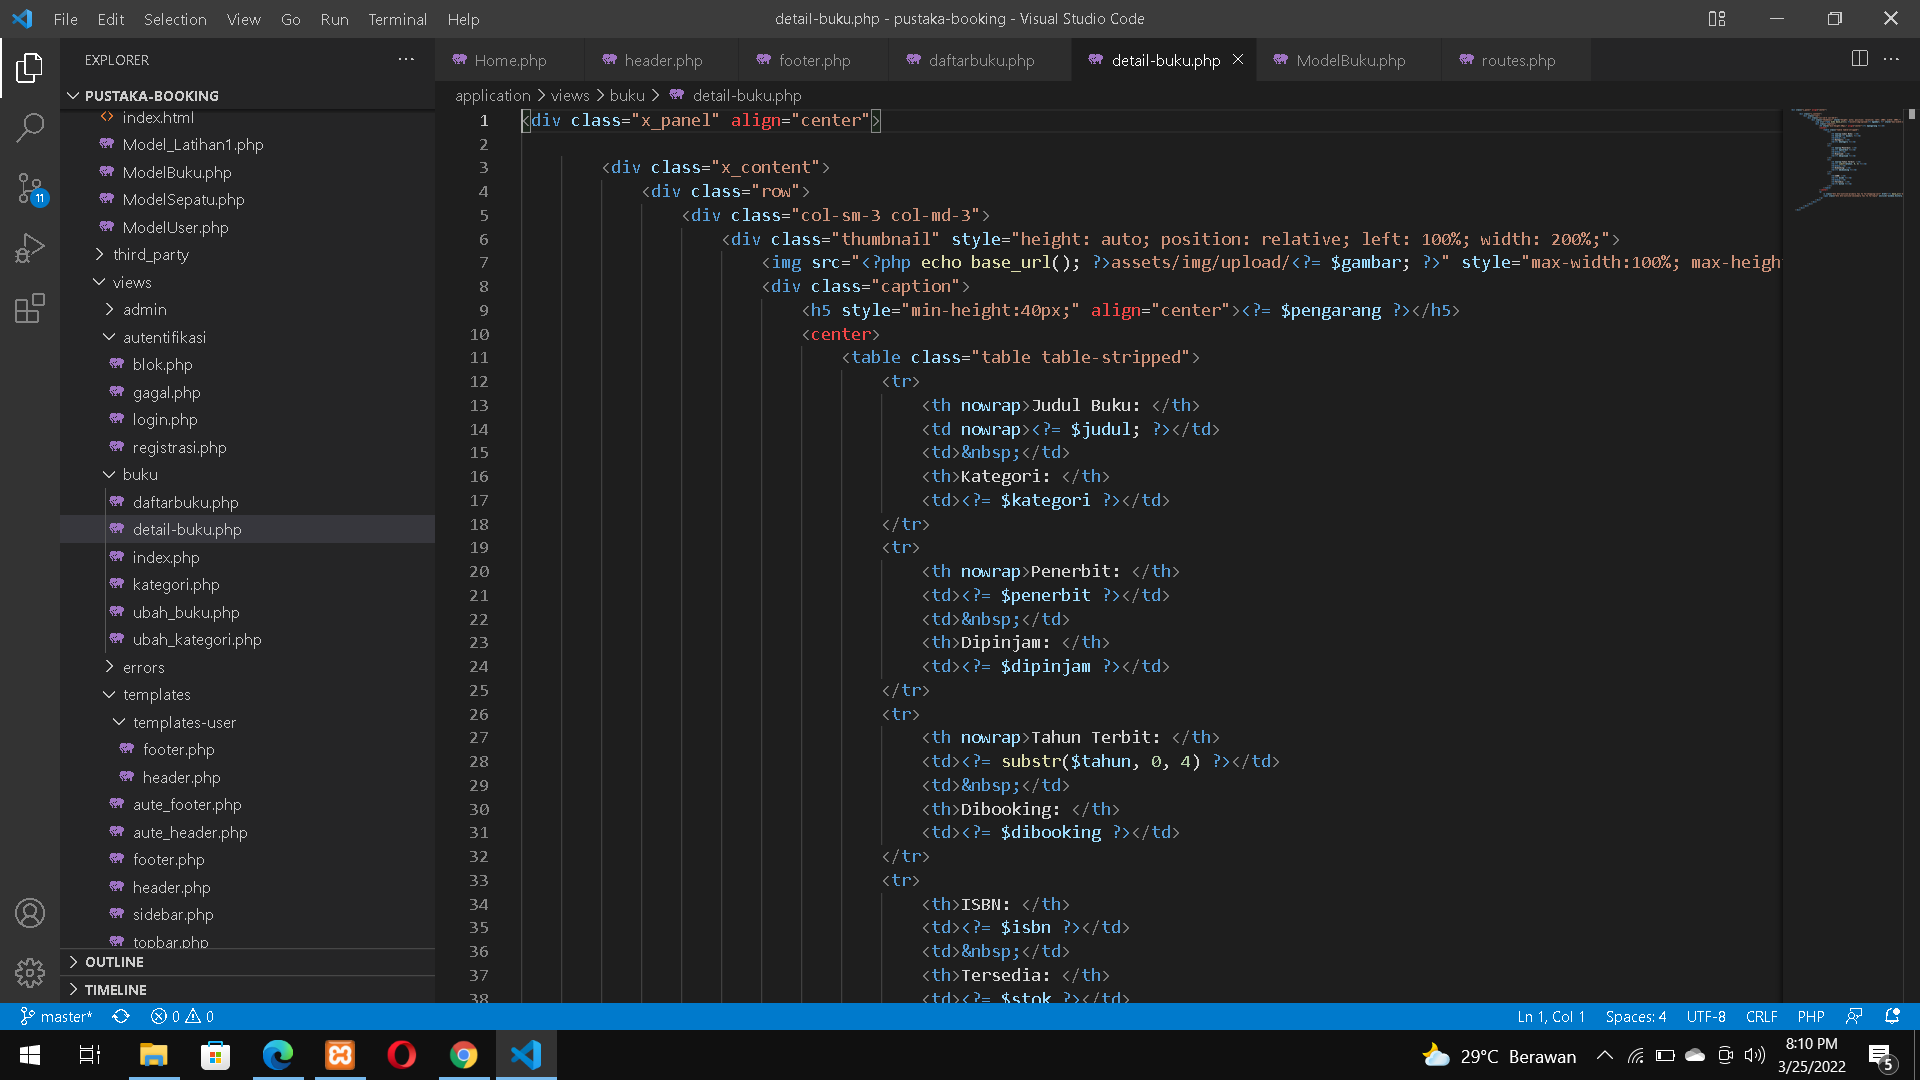 File Edit Selection View Go Run Terminal Help
detail-buku.php - pustaka-booking - Visual Studio Code
EXPLORER
Home.php header.php footer.php daftarbuku.php detail-buku.php ModelBuku.php routes.php
PUSTAKA-BOOKING
index.html
Model_Latihan1.php
ModelBuku.php
ModelSepatu.php
ModelUser.php
third_party
views
admin
autentifikasi
blok.php
gagal.php
login.php
registrasi.php
buku
daftarbuku.php
detail-buku.php
index.php
kategori.php
ubah_buku.php
ubah_kategori.php
errors
templates
templates-user
footer.php
header.php
aute_footer.php
aute_header.php
footer.php
header.php
sidebar.php
topbar.php
OUTLINE
TIMELINE
11
application > views > buku > detail-buku.php
1 <div class="x_panel" align="center">
2
3 <div class="x_content">
4 <div class="row">
5 <div class="col-sm-3 col-md-3">
6 <div class="thumbnail" style="height: auto; position: relative; left: 100%; width: 200%;">
7 <img src="<?php echo base_url(); ?>assets/img/upload/<?= $gambar; ?>" style="max-width:100%; max-heigh
8 <div class="caption">
9 <h5 style="min-height:40px;" align="center"><?= $pengarang ?></h5>
10 <center>
11 <table class="table table-stripped">
12 <tr>
13 <th nowrap>Judul Buku: </th>
14 <td nowrap><?= $judul; ?></td>
15 <td>&nbsp;</td>
16 <th>Kategori: </th>
17 <td><?= $kategori ?></td>
18 </tr>
19 <tr>
20 <th nowrap>Penerbit: </th>
21 <td><?= $penerbit ?></td>
22 <td>&nbsp;</td>
23 <th>Dipinjam: </th>
24 <td><?= $dipinjam ?></td>
25 </tr>
26 <tr>
27 <th nowrap>Tahun Terbit: </th>
28 <td><?= substr($tahun, 0, 4) ?></td>
29 <td>&nbsp;</td>
30 <th>Dibooking: </th>
31 <td><?= $dibooking ?></td>
32 </tr>
33 <tr>
34 <th>ISBN: </th>
35 <td><?= $isbn ?></td>
36 <td>&nbsp;</td>
37 <th>Tersedia: </th>
38 <td><?= $stok ?></td>
master* 0 0
Ln 1, Col 1 Spaces: 4 UTF-8 CRLF PHP
29°C Berawan
8:10 PM
3/25/2022
5